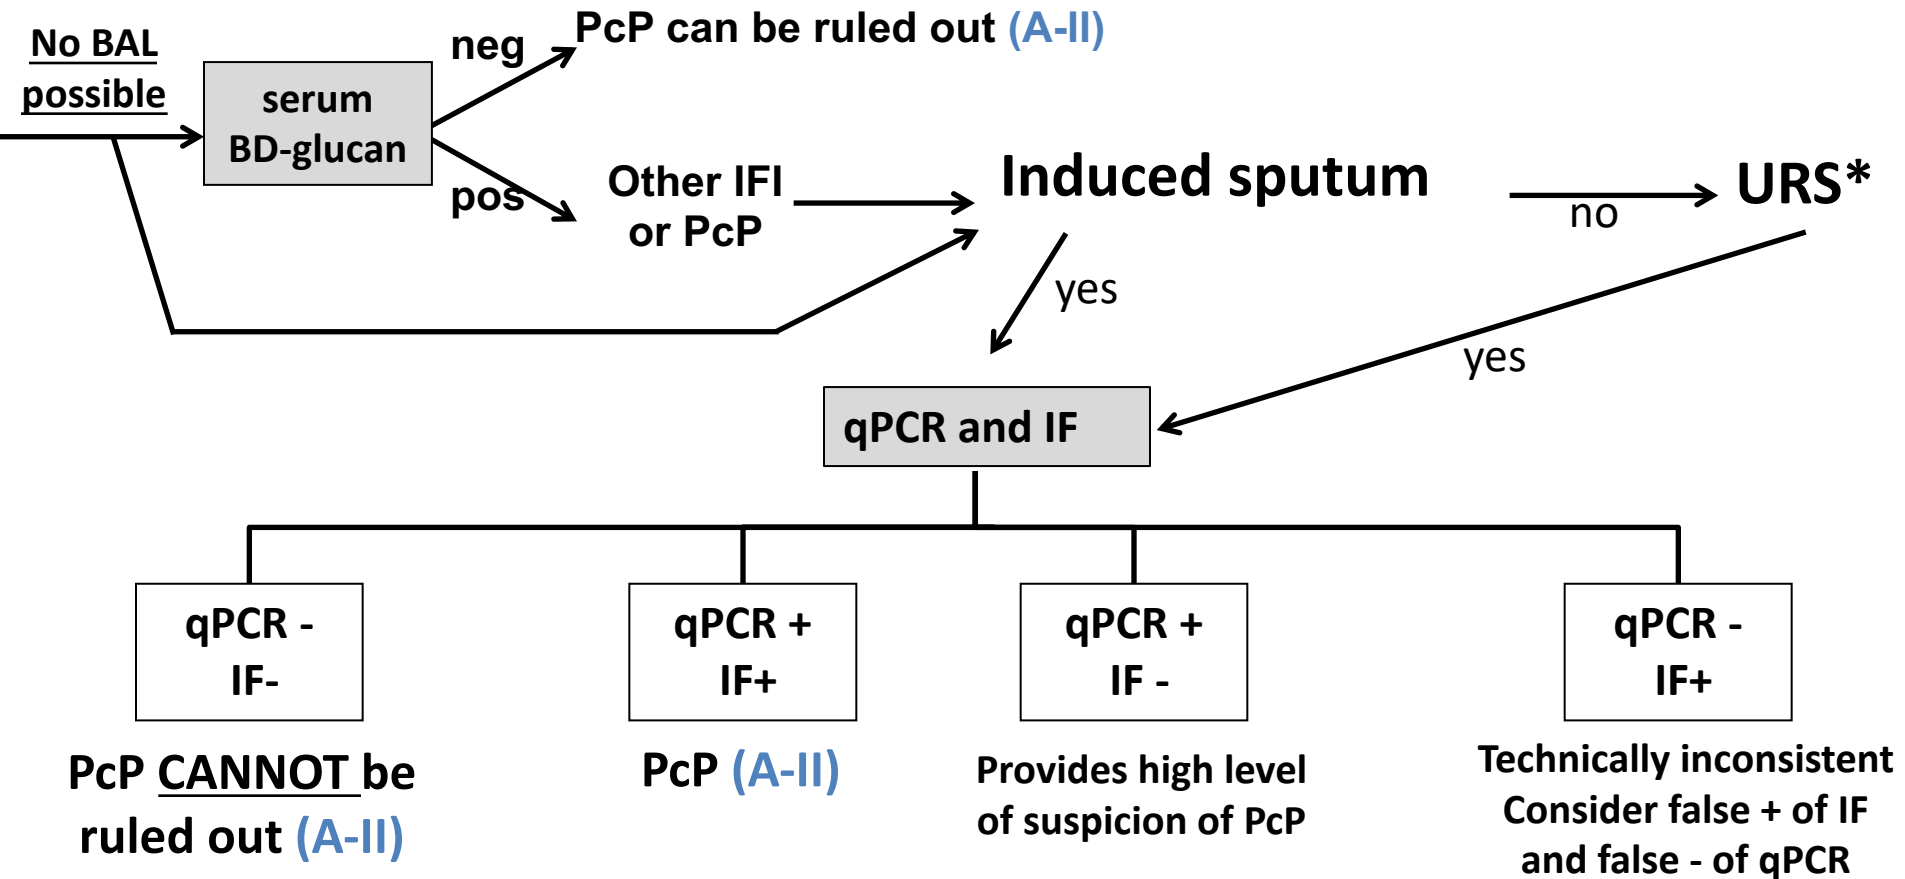 No BAL
possible
serum
BD-glucan
neg
PcP can be ruled out (A-II)
pos
Other IFI
or PcP
Induced sputum
no
URS*
yes
yes
qPCR and IF
qPCR -
IF-
PcP CANNOT be
ruled out (A-II)
qPCR +
IF+
PcP (A-II)
qPCR +
IF -
Provides high level
of suspicion of PcP
qPCR -
IF+
Technically inconsistent
Consider false + of IF
and false - of qPCR